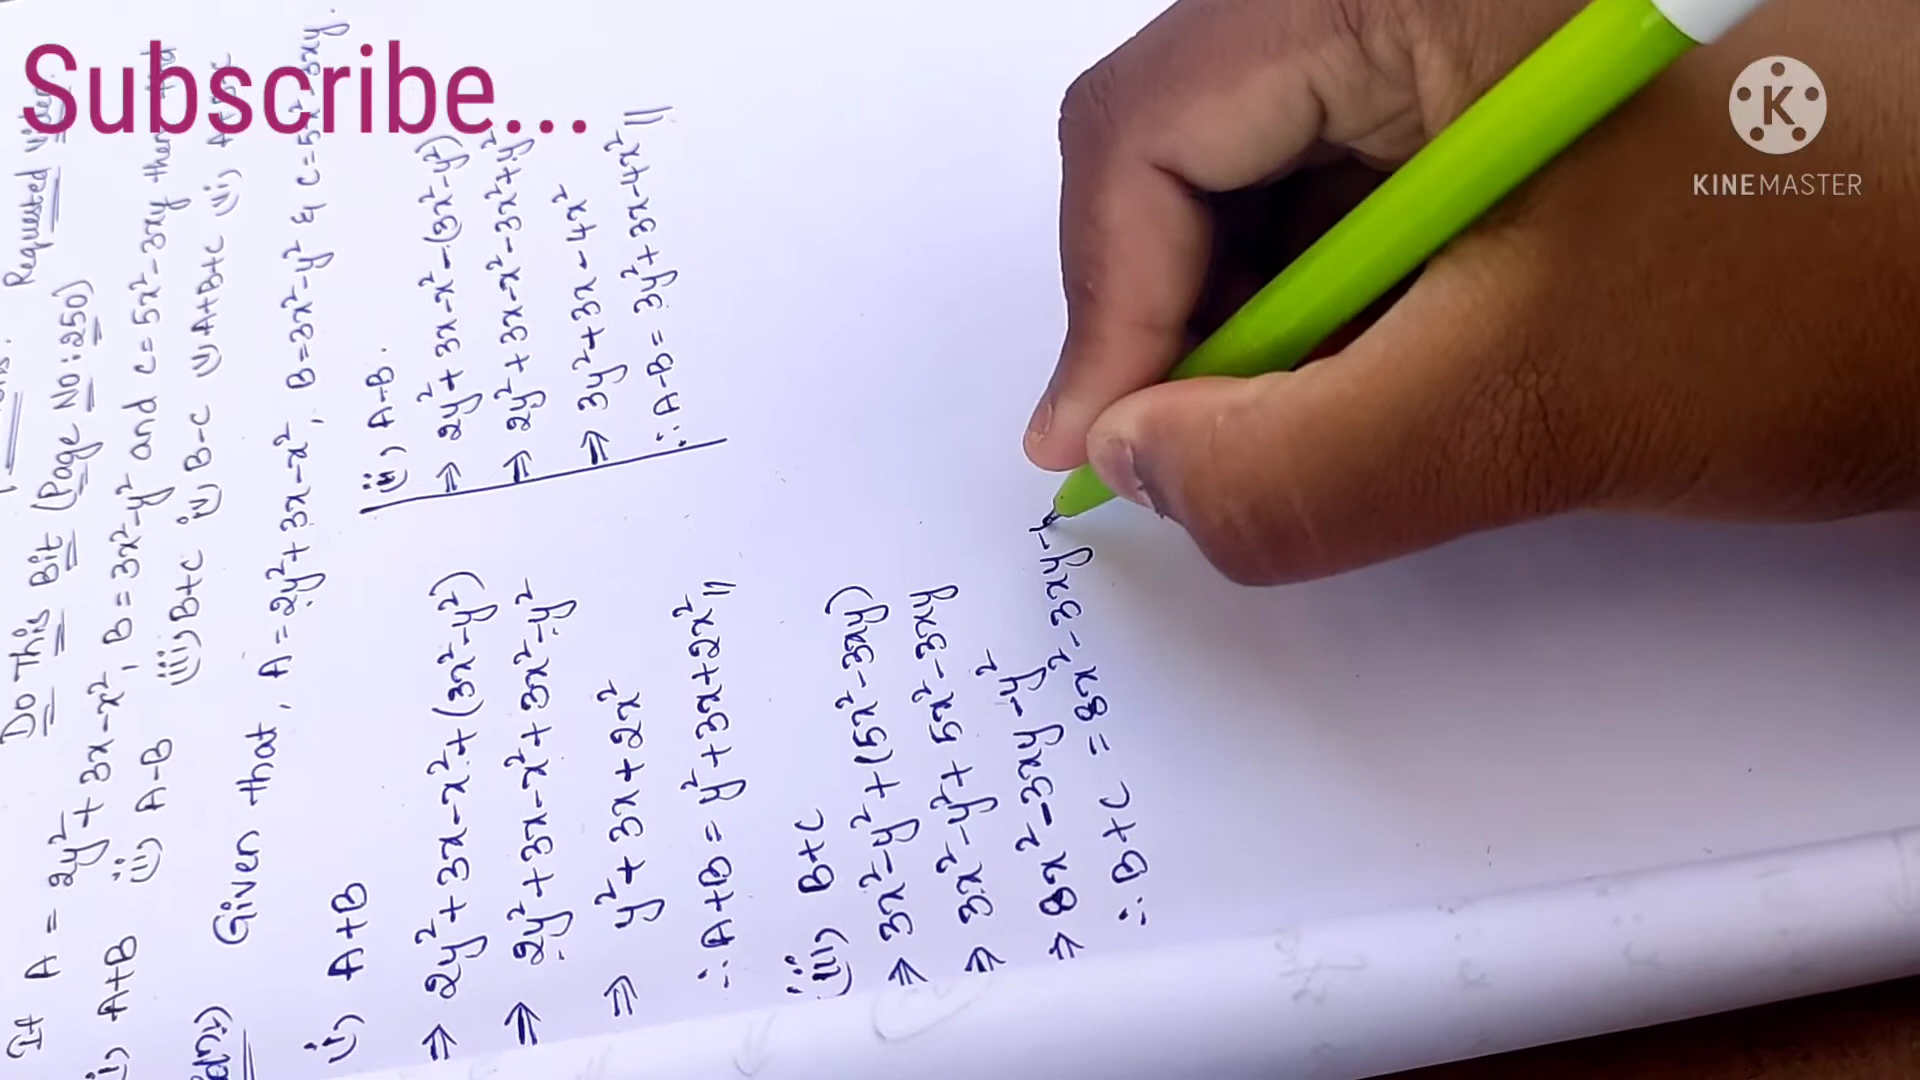 Subscribe...
KINEMASTER
Requested video.
Do This Bit (Page No: 250)
If A = 2y²+3x-x², B=3x²-y² and C=5x²-3xy then find
(i) A+B (ii) A-B (iii) B+C (iv) B-C (v) A+B+C
Given that, A=2y²+3x-x², B=3x²-y² & C=5x²-3xy.
(i) A+B
⇒ 2y²+3x-x²+(3x²-y²)
⇒ 2y²+3x-x²+3x²-y²
⇒ y²+3x+2x²
∴ A+B = y²+3x+2x²//
(ii) A-B.
⇒ 2y²+3x-x²-(3x²-y²)
⇒ 2y²+3x-x²-3x²+y²
⇒ 3y²+3x-4x²
∴ A-B= 3y²+3x-4x²//
(iii) B+C
⇒ 3x²-y²+(5x²-3xy)
⇒ 3x²-y²+5x²-3xy
⇒ 8x²-3xy-y²
∴ B+C = 8x²-3xy-